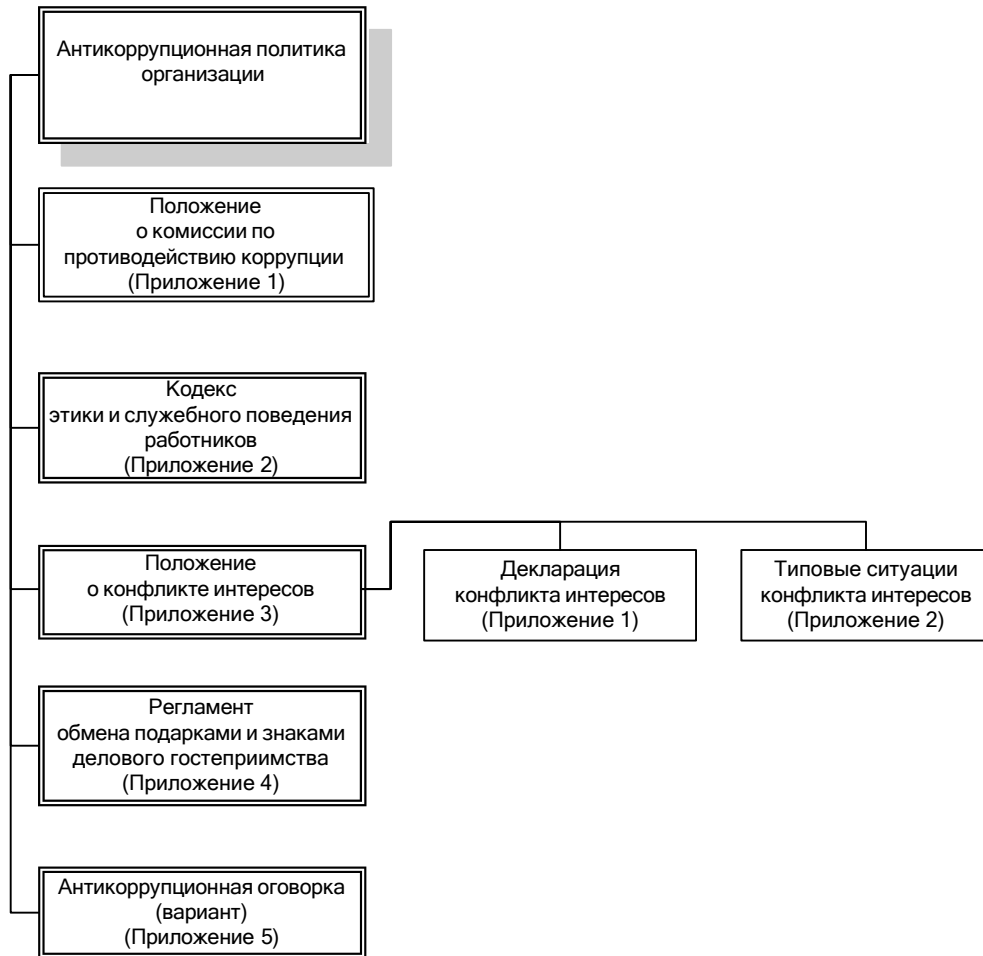 Антикоррупционная политика
организации
Положение
о комиссии по
противодействию коррупции
(Приложение 1)
Кодекс
этики и служебного поведения
работников
(Приложение 2)
Положение
о конфликте интересов
(Приложение 3)
Декларация
конфликта интересов
(Приложение 1)
Типовые ситуации
конфликта интересов
(Приложение 2)
Регламент
обмена подарками и знаками
делового гостеприимства
(Приложение 4)
Антикоррупционная оговорка
(вариант)
(Приложение 5)